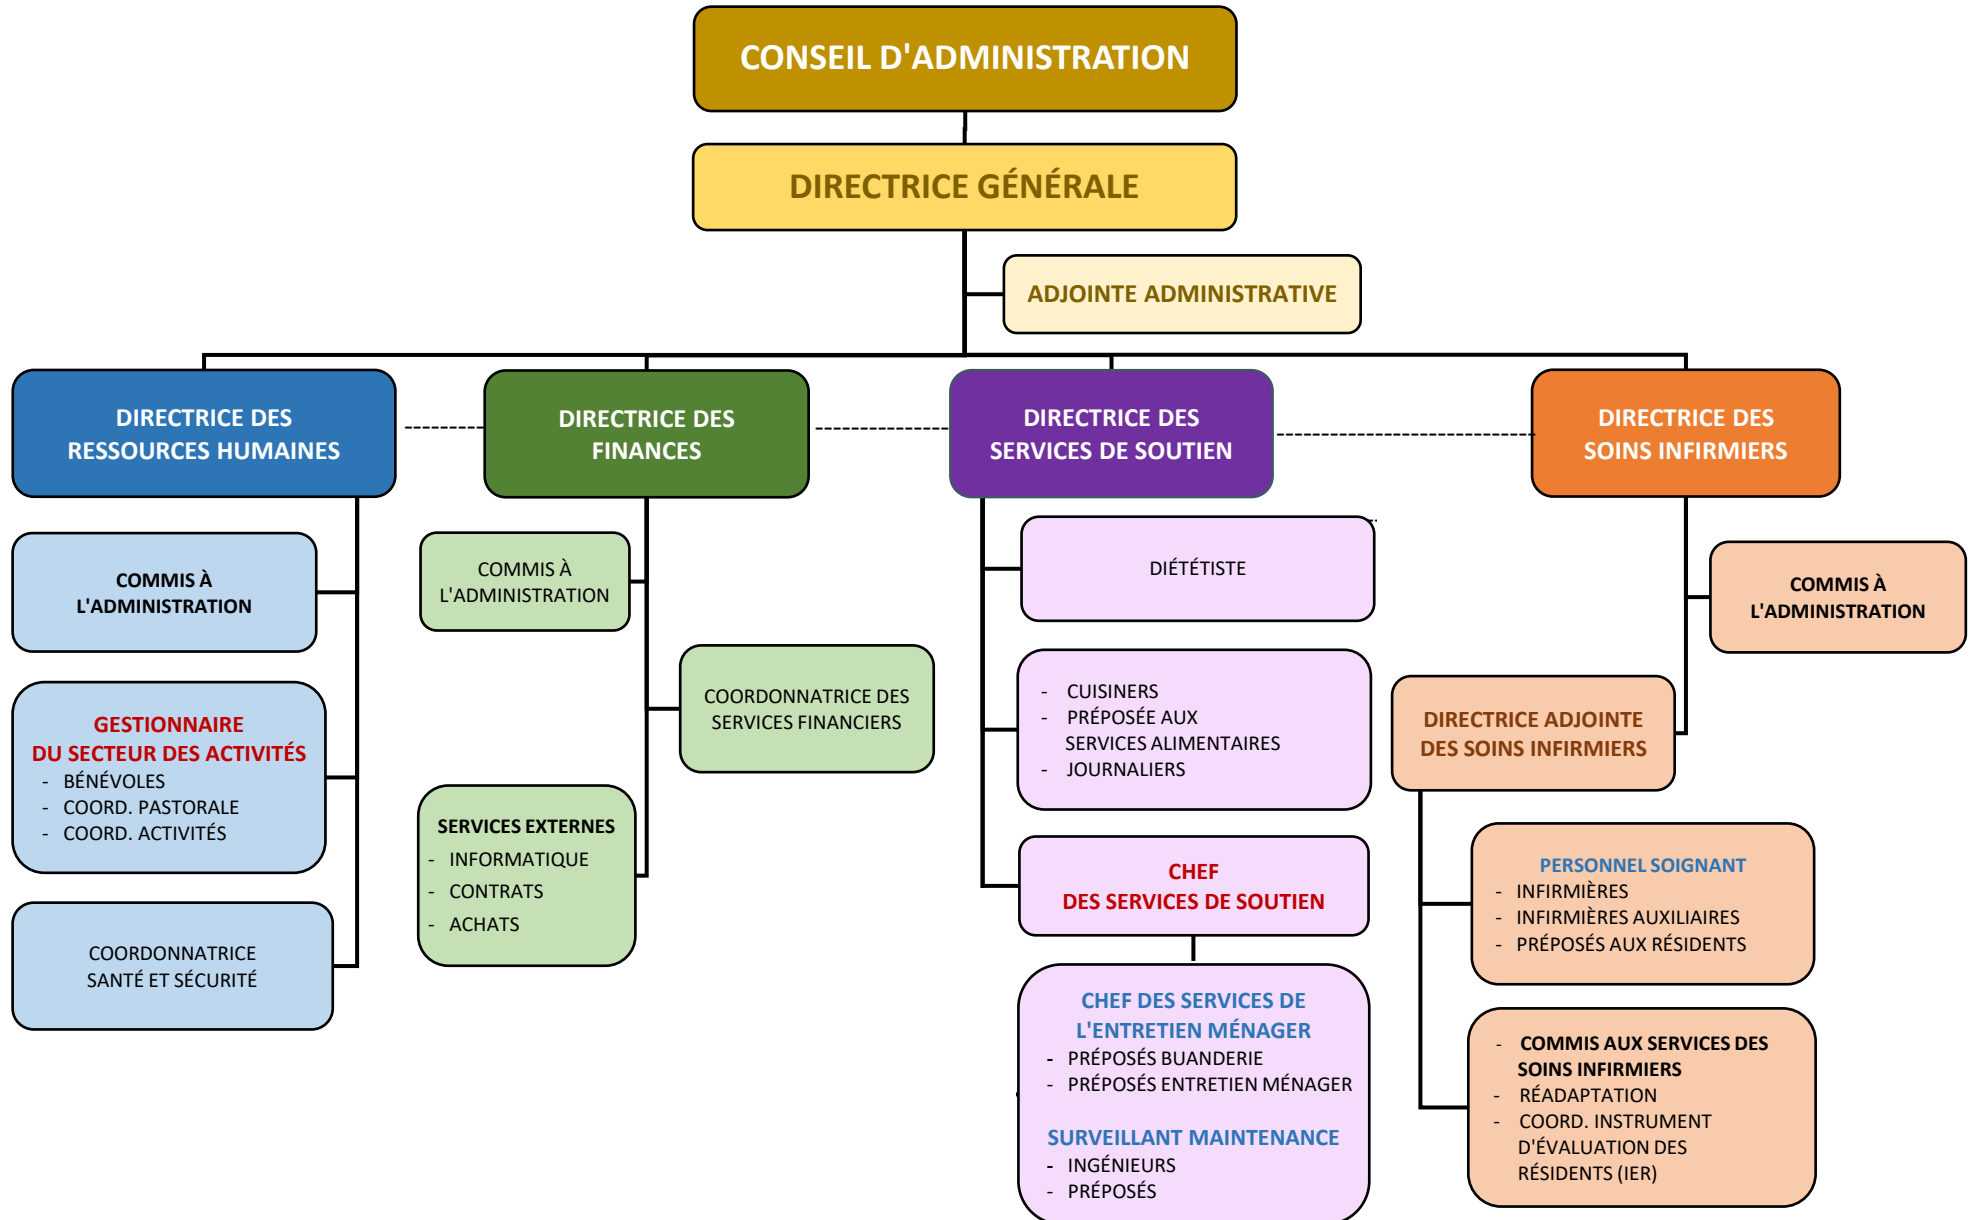 CONSEIL D'ADMINISTRATION
DIRECTRICE GÉNÉRALE
ADJOINTE ADMINISTRATIVE
DIRECTRICE DES
RESSOURCES HUMAINES
DIRECTRICE DES
FINANCES
DIRECTRICE DES
SERVICES DE SOUTIEN
DIRECTRICE DES
SOINS INFIRMIERS
COMMIS À
L'ADMINISTRATION
GESTIONNAIRE
DU SECTEUR DES ACTIVITÉS
- BÉNÉVOLES
- COORD. PASTORALE
- COORD. ACTIVITÉS
COORDONNATRICE
SANTÉ ET SÉCURITÉ
COMMIS À
L'ADMINISTRATION
COORDONNATRICE DES
SERVICES FINANCIERS
SERVICES EXTERNES
- INFORMATIQUE
- CONTRATS
- ACHATS
DIÉTÉTISTE
- CUISINERS
- PRÉPOSÉE AUX
SERVICES ALIMENTAIRES
- JOURNALIERS
CHEF
DES SERVICES DE SOUTIEN
CHEF DES SERVICES DE
L'ENTRETIEN MÉNAGER
- PRÉPOSÉS BUANDERIE
- PRÉPOSÉS ENTRETIEN MÉNAGER
SURVEILLANT MAINTENANCE
- INGÉNIEURS
- PRÉPOSÉS
COMMIS À
L'ADMINISTRATION
DIRECTRICE ADJOINTE
DES SOINS INFIRMIERS
PERSONNEL SOIGNANT
- INFIRMIÈRES
- INFIRMIÈRES AUXILIAIRES
- PRÉPOSÉS AUX RÉSIDENTS
- COMMIS AUX SERVICES DES
SOINS INFIRMIERS
- RÉADAPTATION
- COORD. INSTRUMENT
D'ÉVALUATION DES
RÉSIDENTS (IER)